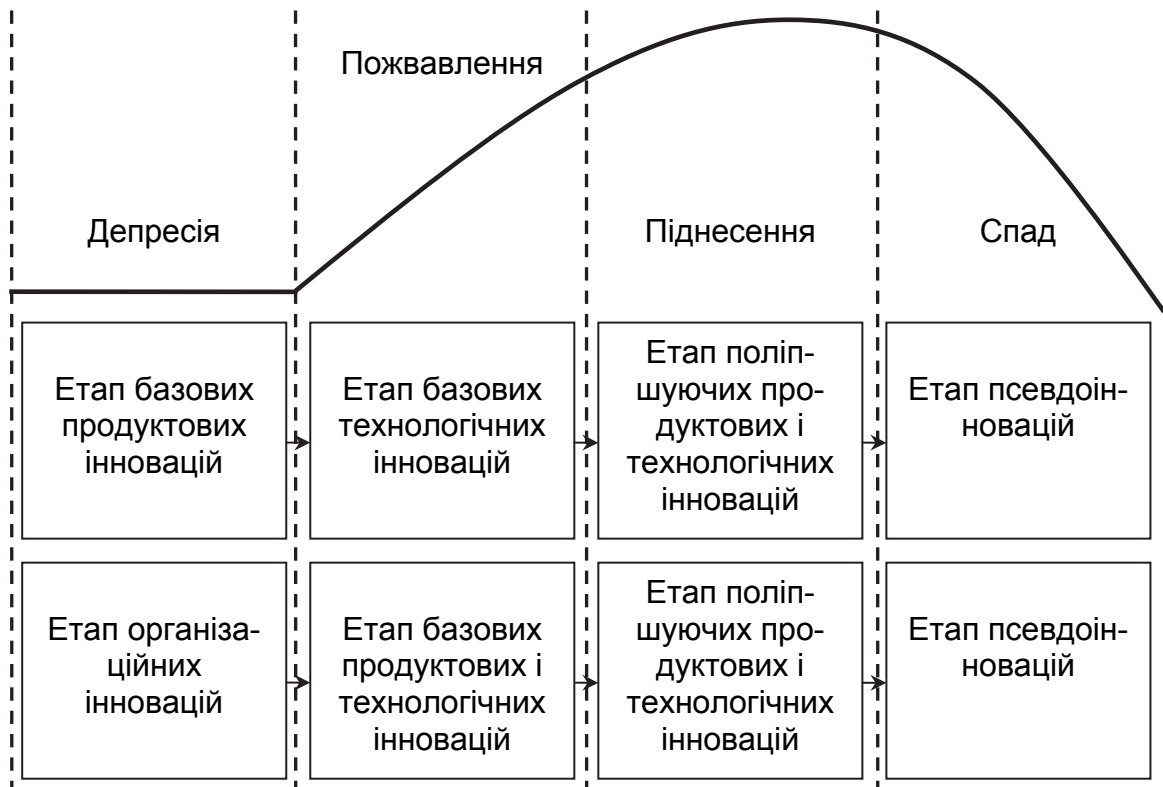 Пожвавлення
Депресія
Піднесення
Спад
Етап базових
продуктових
інновацій
Етап базових
технологічних
інновацій
Етап поліп-
шуючих про-
дуктових і
технологічних
інновацій
Етап псевдоін-
новацій
Етап організа-
ційних
інновацій
Етап базових
продуктових і
технологічних
інновацій
Етап поліп-
шуючих про-
дуктових і
технологічних
інновацій
Етап псевдоін-
новацій